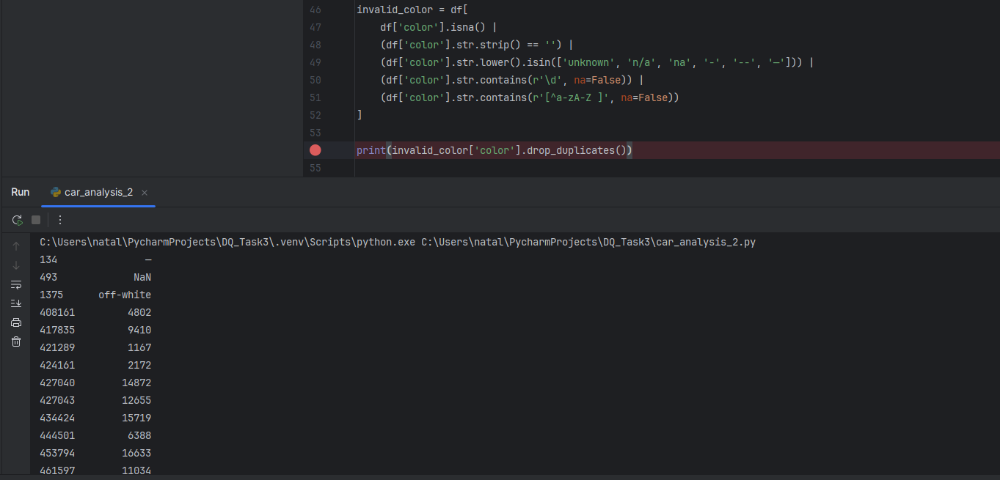 46 invalid_color = df[
47 df['color'].isna() |
48 (df['color'].str.strip() == '') |
49 (df['color'].str.lower().isin(['unknown', 'n/a', 'na', '-', '--', '—'])) |
50 (df['color'].str.contains(r'\d', na=False)) |
51 (df['color'].str.contains(r'[^a-zA-Z ]', na=False))
52 ]
53
print(invalid_color['color'].drop_duplicates())
55
Run car_analysis_2
C:\Users\natal\PycharmProjects\DQ_Task3\.venv\Scripts\python.exe C:\Users\natal\PycharmProjects\DQ_Task3\car_analysis_2.py
134 —
493 NaN
1375 off-white
408161 4802
417835 9410
421289 1167
424161 2172
427040 14872
427043 12655
434424 15719
444501 6388
453794 16633
461597 11034